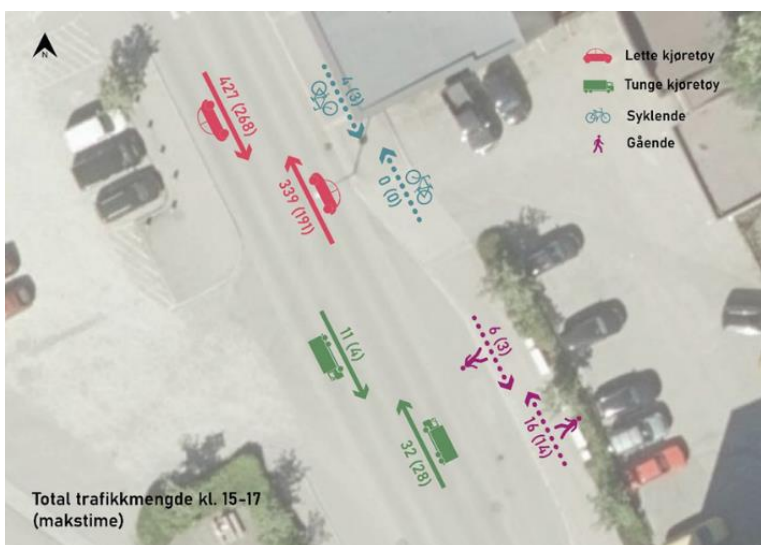 N
Lette kjøretøy
Tunge kjøretøy
Syklende
Gående
427 (268)
339 (191)
4 (3)
0 (0)
11 (4)
32 (28)
6 (3)
16 (14)
Total trafikkmengde kl. 15-17
(makstime)